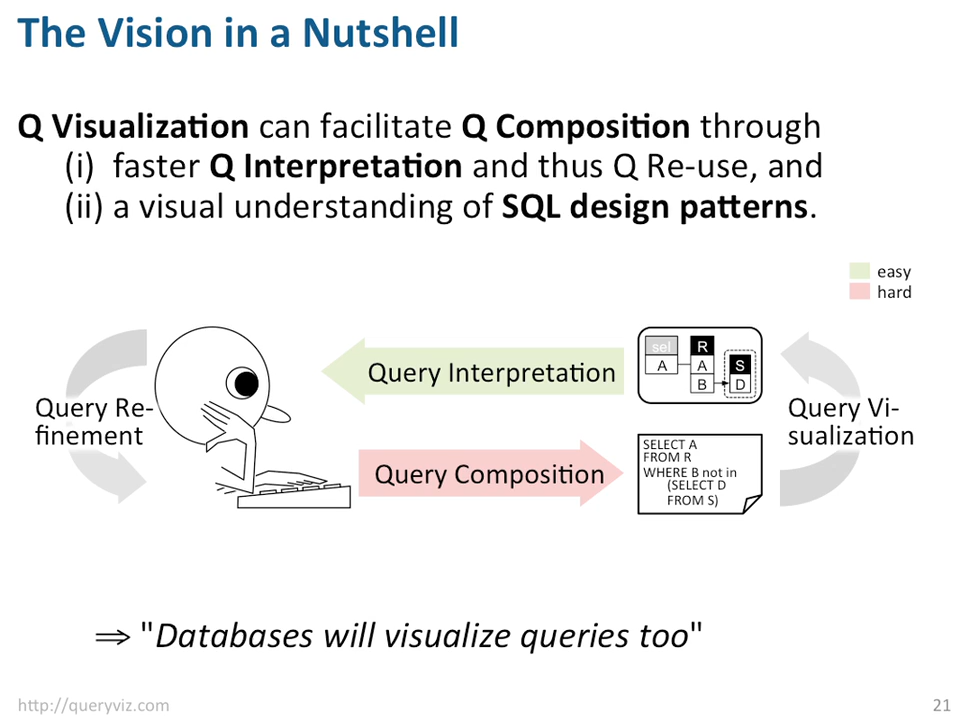 The Vision in a Nutshell
Q Visualization can facilitate Q Composition through
(i) faster Q Interpretation and thus Q Re-use, and
(ii) a visual understanding of SQL design patterns.
easy
hard
Query Re-
finement
Query Interpretation
sel
A
R
A
B
S
D
Query Vi-
sualization
Query Composition
SELECT A
FROM R
WHERE B not in
(SELECT D
FROM S)
⇒ "Databases will visualize queries too"
http://queryviz.com
21